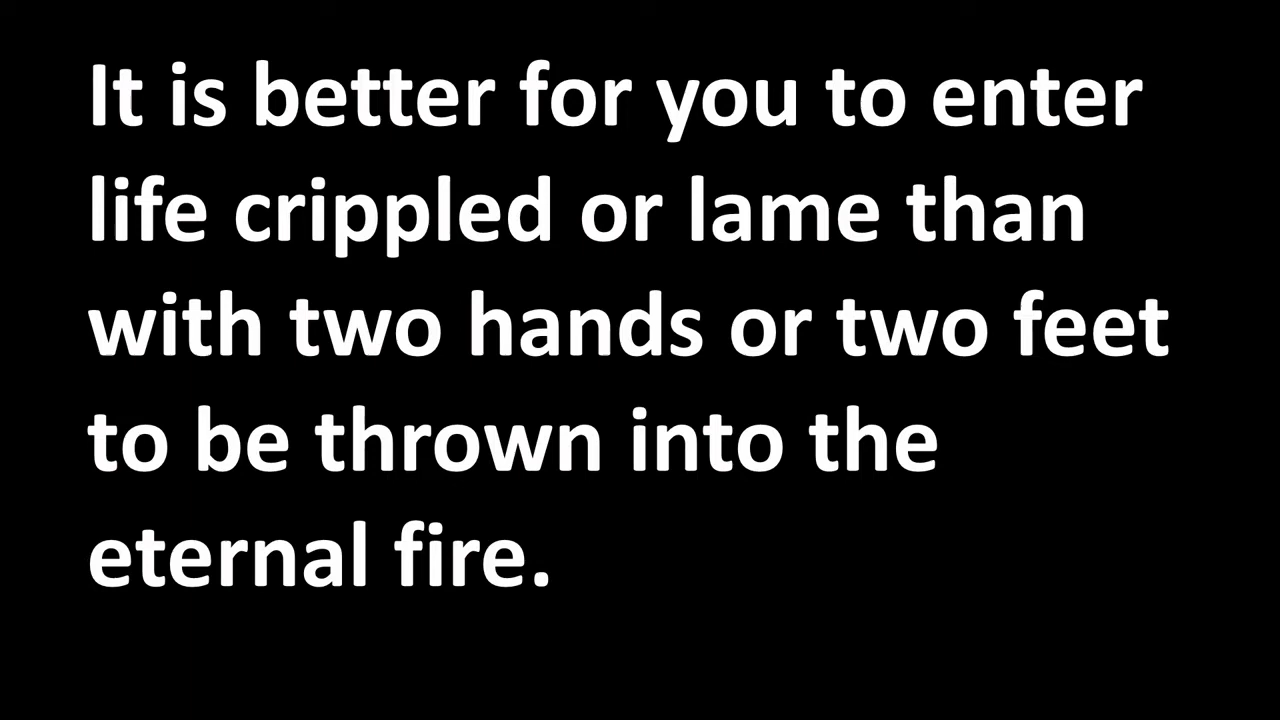 It is better for you to enter
life crippled or lame than
with two hands or two feet
to be thrown into the
eternal fire.